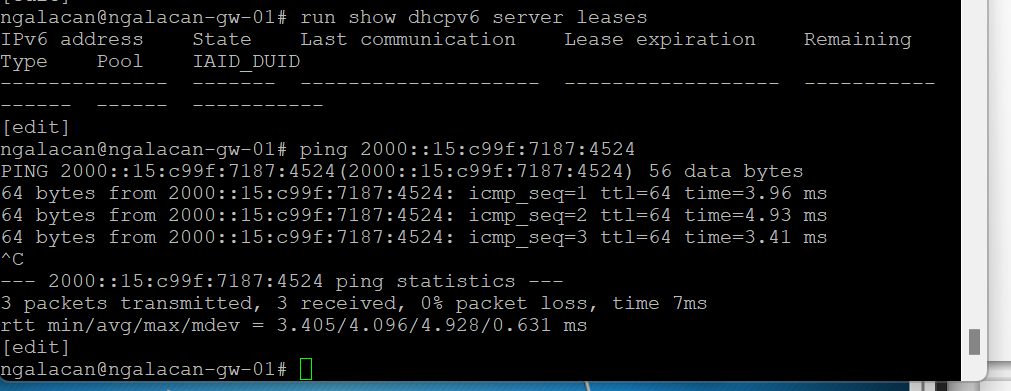 [edit]
ngalacan@ngalacan-gw-01# run show dhcpv6 server leases
IPv6 address    State    Last communication    Lease expiration    Remaining
Type    Pool    IAID_DUID
--------------  -------  --------------------  ------------------  -----------
------  ------  -----------
[edit]
ngalacan@ngalacan-gw-01# ping 2000::15:c99f:7187:4524
PING 2000::15:c99f:7187:4524(2000::15:c99f:7187:4524) 56 data bytes
64 bytes from 2000::15:c99f:7187:4524: icmp_seq=1 ttl=64 time=3.96 ms
64 bytes from 2000::15:c99f:7187:4524: icmp_seq=2 ttl=64 time=4.93 ms
64 bytes from 2000::15:c99f:7187:4524: icmp_seq=3 ttl=64 time=3.41 ms
^C
--- 2000::15:c99f:7187:4524 ping statistics ---
3 packets transmitted, 3 received, 0% packet loss, time 7ms
rtt min/avg/max/mdev = 3.405/4.096/4.928/0.631 ms
[edit]
ngalacan@ngalacan-gw-01#